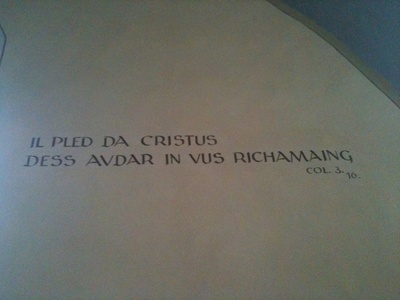 IL PLED DA CRISTUS
DESS AVDAR IN VUS RICHAMAING
COL. 3. 16.